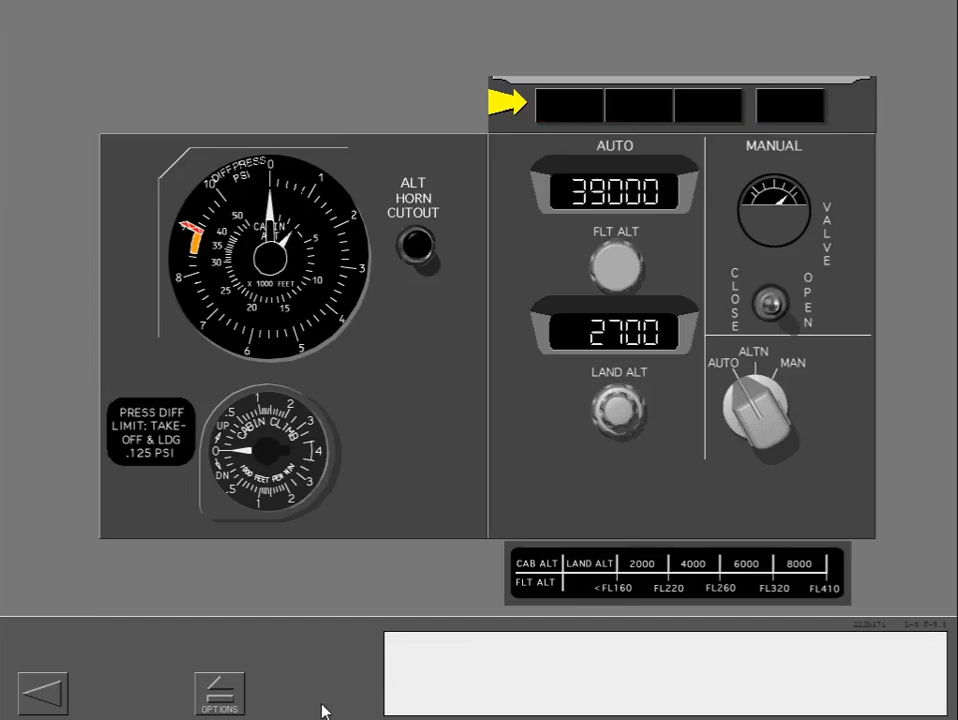 AUTO
MANUAL
DIFF PRESS
PSI
0
1
2
3
4
5
6
7
8
10
50
40
35
30
25
20
15
10
5
CABIN
ALT
X 1000 FEET
ALT
HORN
CUTOUT
39000
FLT ALT
VALVE
CLOSE
OPEN
2700
LAND ALT
AUTO
ALTN
MAN
PRESS DIFF
LIMIT: TAKE-
OFF & LDG
.125 PSI
.5
1
2
3
4
UP
0
DN
CABIN CLIMB
1000 FEET PER MIN
.5
1
2
3
CAB ALT LAND ALT 2000 4000 6000 8000
FLT ALT <FL160 FL220 FL260 FL320 FL410
OPTIONS